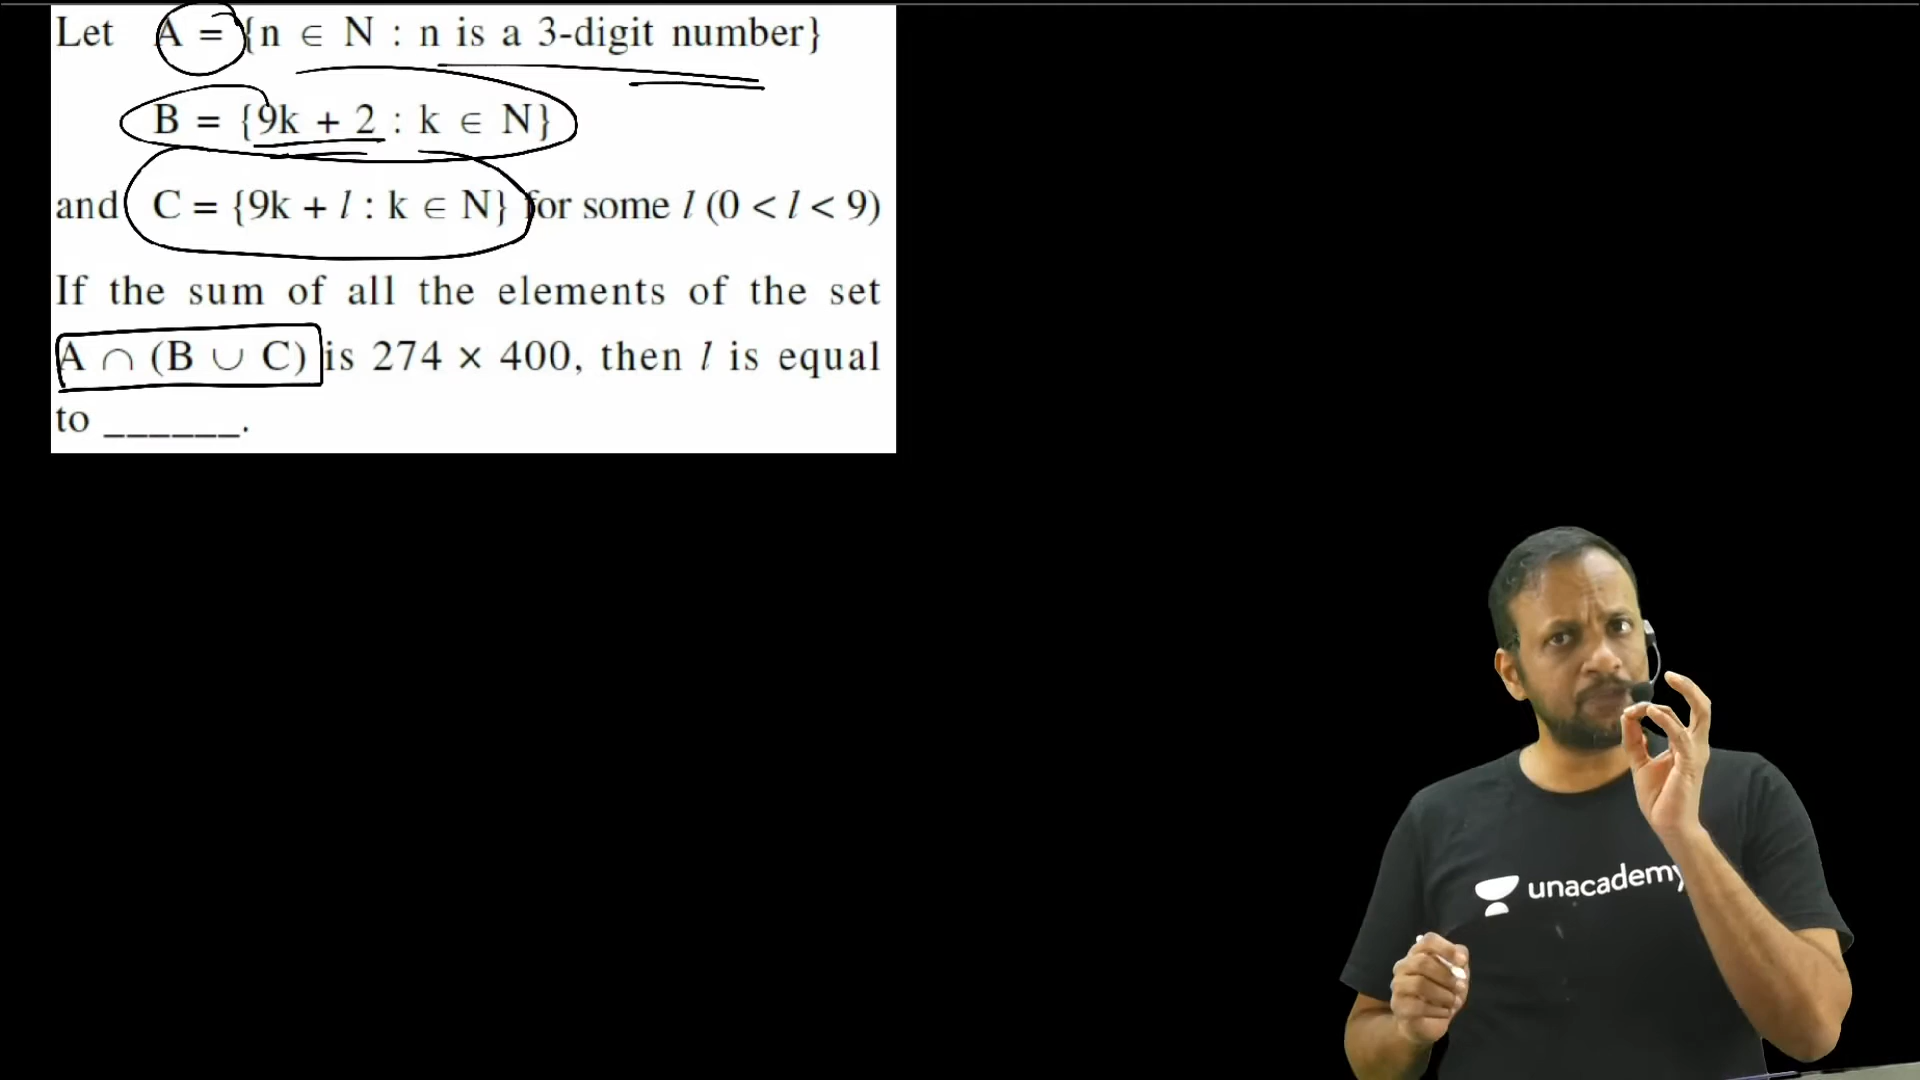 Let A = {n ∈ N : n is a 3-digit number}
B = {9k + 2 : k ∈ N}
and C = {9k + l : k ∈ N} for some l (0 < l < 9)
If the sum of all the elements of the set
A ∩ (B ∪ C) is 274 × 400, then l is equal
to ______.
unacademy